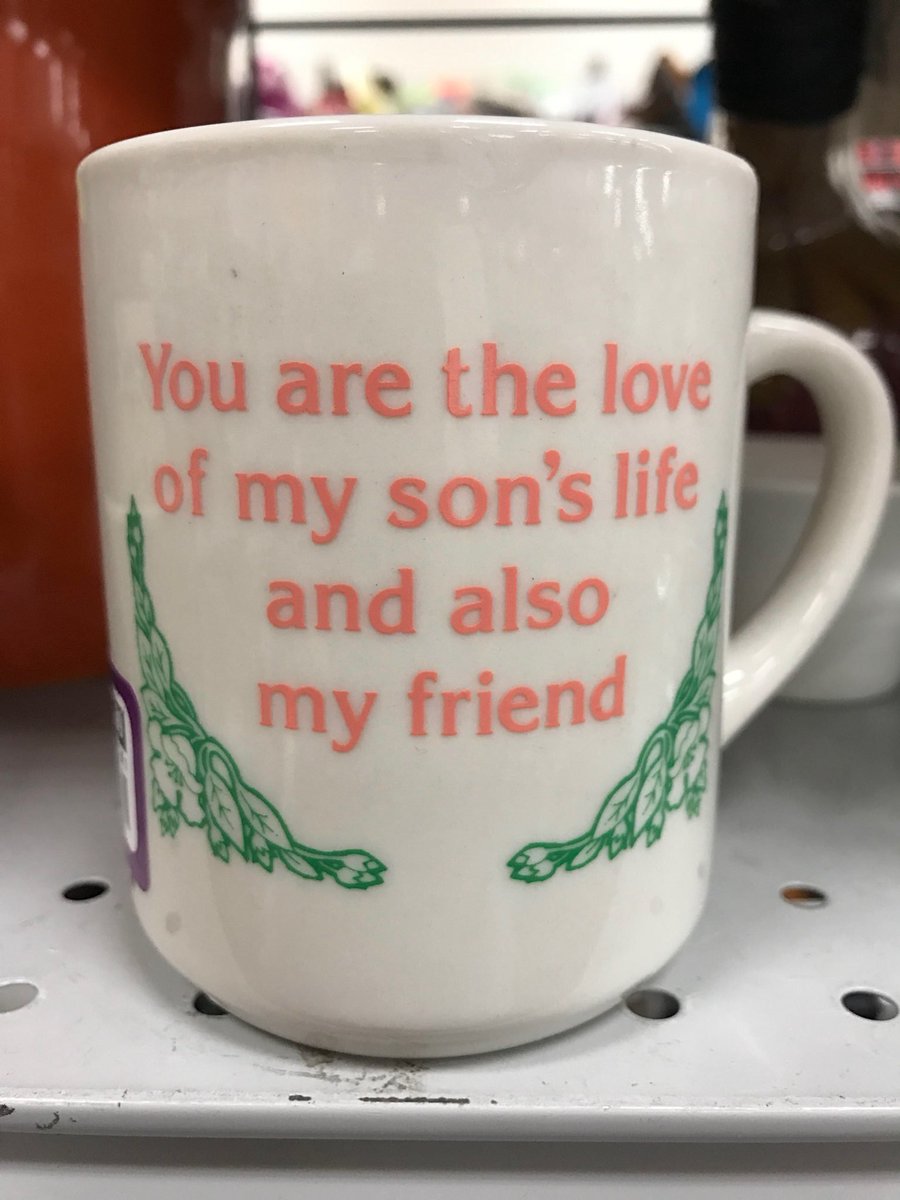 You are the love
of my son's life
and also
my friend